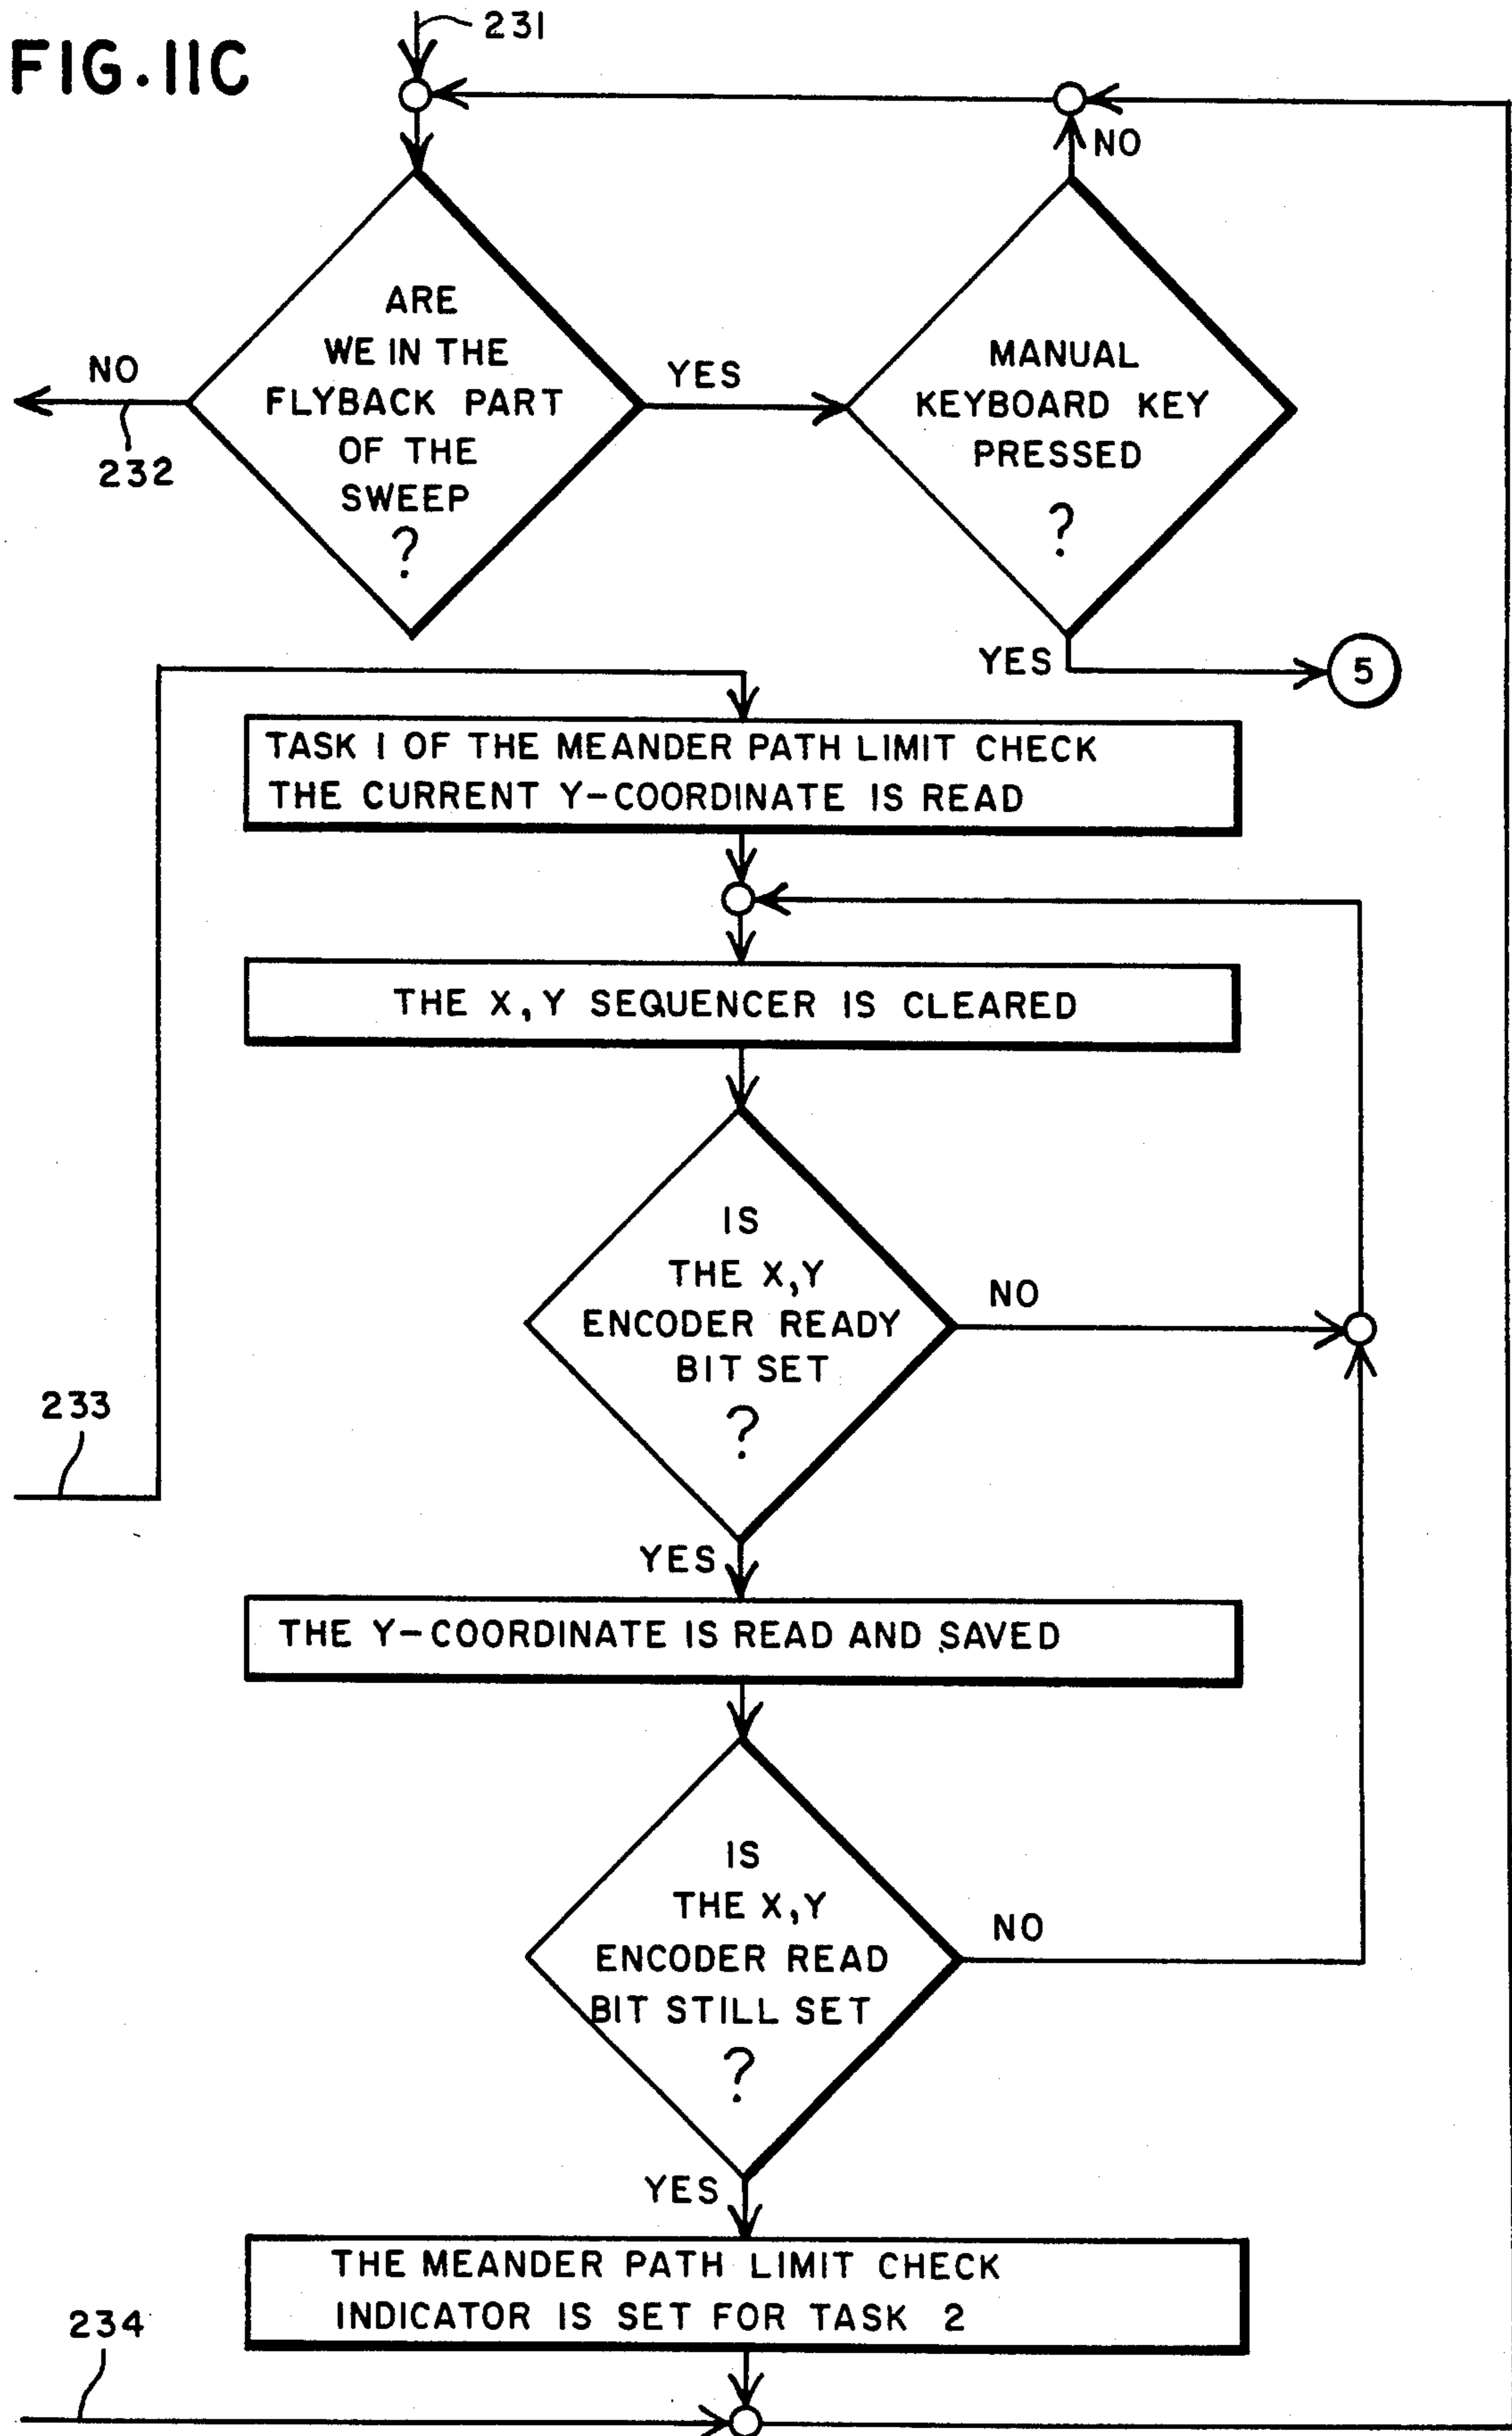 FIG. 11C
231
NO
ARE
WE IN THE
FLYBACK PART
OF THE
SWEEP
?
NO
232
YES
MANUAL
KEYBOARD KEY
PRESSED
?
YES
5
TASK 1 OF THE MEANDER PATH LIMIT CHECK
THE CURRENT Y-COORDINATE IS READ
THE X,Y SEQUENCER IS CLEARED
IS
THE X,Y
ENCODER READY
BIT SET
?
NO
233
YES
THE Y-COORDINATE IS READ AND SAVED
IS
THE X,Y
ENCODER READ
BIT STILL SET
?
NO
YES
THE MEANDER PATH LIMIT CHECK
INDICATOR IS SET FOR TASK 2
234